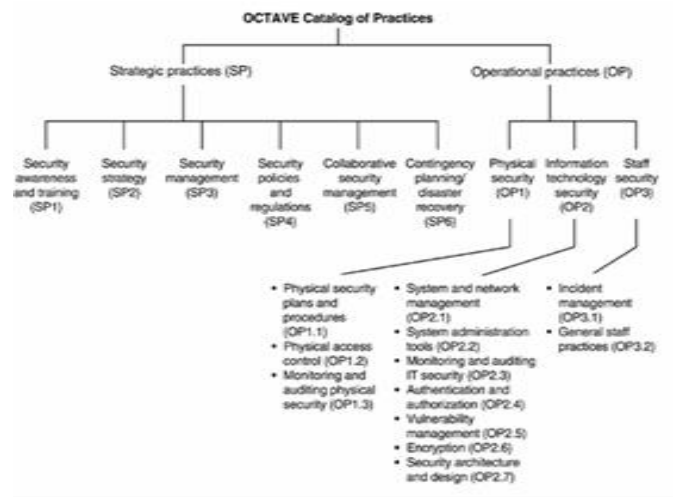 OCTAVE Catalog of Practices
Strategic practices (SP)
Operational practices (OP)
Security
awareness
and training
(SP1)
Security
strategy
(SP2)
Security
management
(SP3)
Security
policies
and
regulations
(SP4)
Collaborative
security
management
(SP5)
Contingency
planning/
disaster
recovery
(SP6)
Physical
security
(OP1)
Information
technology
security
(OP2)
Staff
security
(OP3)
• Physical security
plans and
procedures
(OP1.1)
• Physical access
control (OP1.2)
• Monitoring and
auditing physical
security (OP1.3)
• System and network
management
(OP2.1)
• System administration
tools (OP2.2)
• Monitoring and auditing
IT security (OP2.3)
• Authentication and
authorization (OP2.4)
• Vulnerability
management (OP2.5)
• Encryption (OP2.6)
• Security architecture
and design (OP2.7)
• Incident
management
(OP3.1)
• General staff
practices (OP3.2)